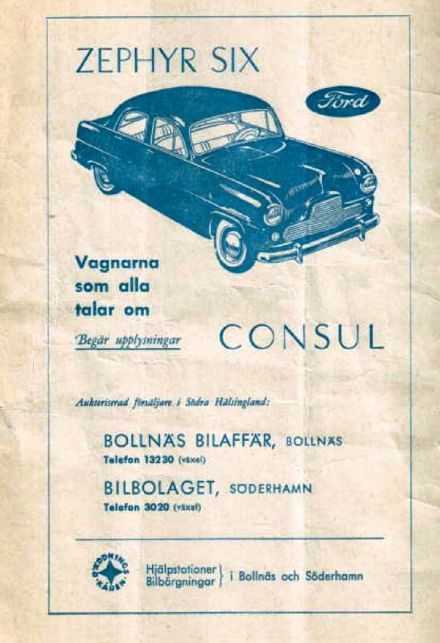 ZEPHYR SIX
Ford
Vagnarna
som alla
talar om
Begär upplysningar
CONSUL
Auktoriserad försäljare i Södra Hälsingland:
BOLLNÄS BILAFFÄR, BOLLNÄS
Telefon 13230 (växel)
BILBOLAGET, SÖDERHAMN
Telefon 3020 (växel)
Hjälpstationer
Bilbärgningar } i Bollnäs och Söderhamn